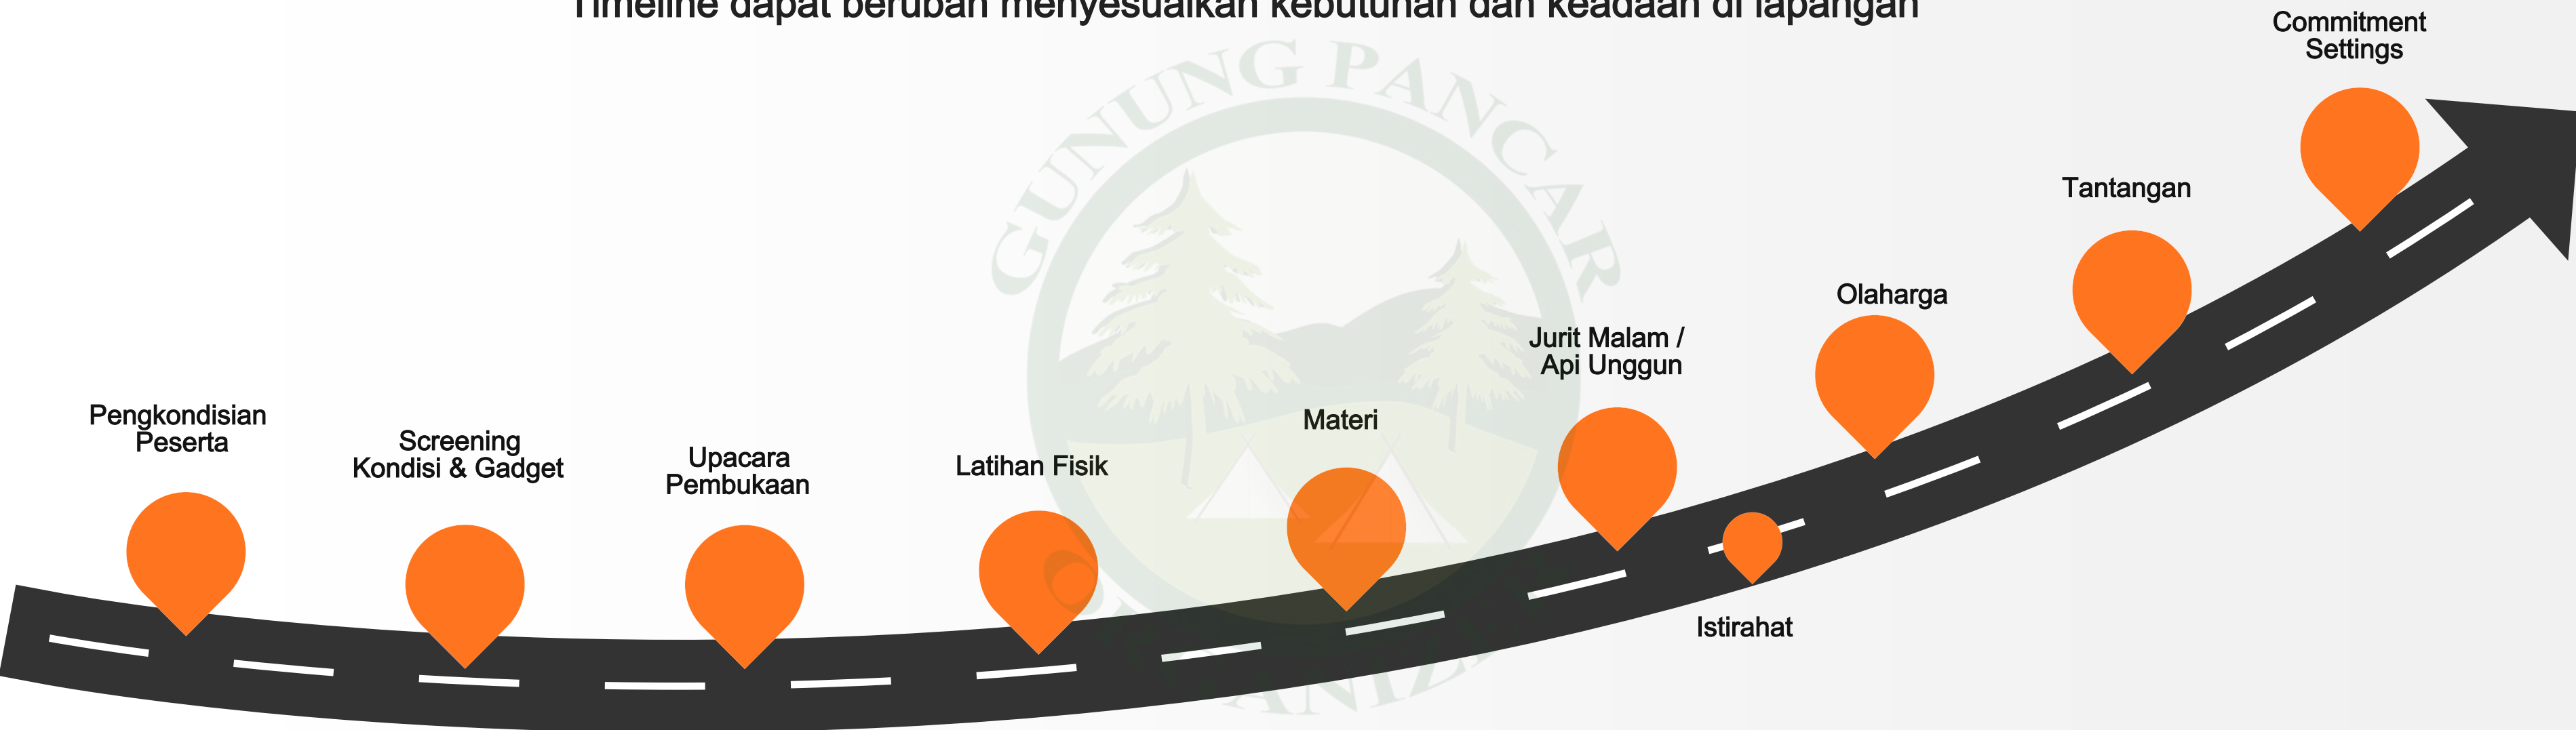 Timeline dapat berubah menyesuaikan kebutuhan dan keadaan di lapangan
Commitment
Settings
Tantangan
Olaharga
Jurit Malam /
Api Unggun
Materi
Latihan Fisik
Upacara
Pembukaan
Screening
Kondisi & Gadget
Pengkondisian
Peserta
Istirahat
GUNUNG PANCAR